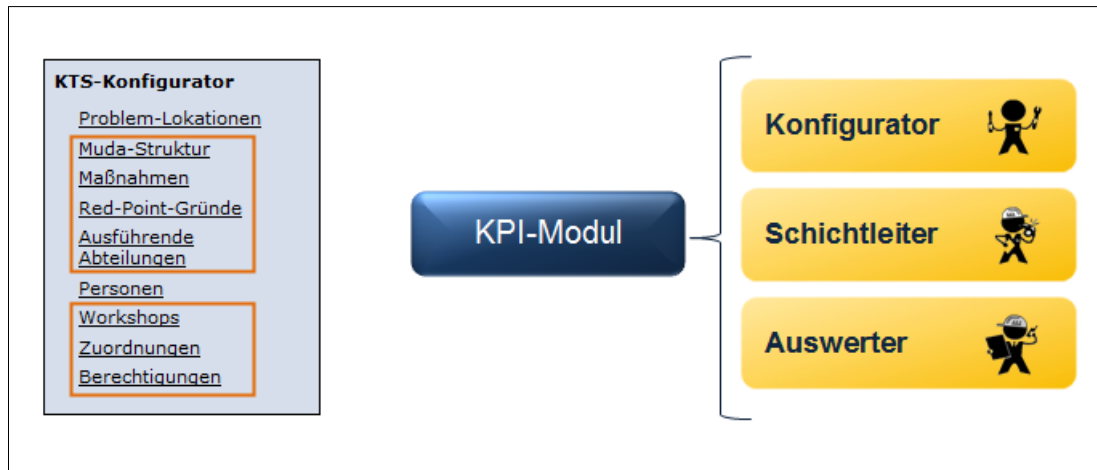 KTS-Konfigurator
Problem-Lokationen
Muda-Struktur
Maßnahmen
Red-Point-Gründe
Ausführende
Abteilungen
Personen
Workshops
Zuordnungen
Berechtigungen
KPI-Modul
Konfigurator
Schichtleiter
Auswerter